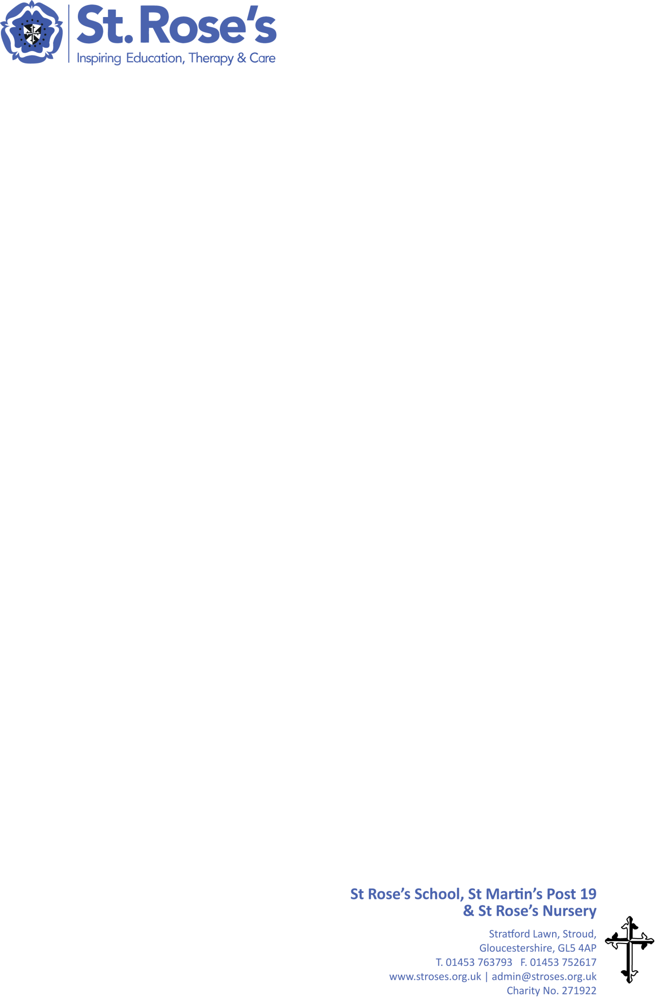 St. Rose’s
Inspiring Education, Therapy & Care
St Rose’s School, St Martin’s Post 19
& St Rose’s Nursery
Stratford Lawn, Stroud,
Gloucestershire, GL5 4AP
T. 01453 763793   F. 01453 752617
www.stroses.org.uk | admin@stroses.org.uk
Charity No. 271922